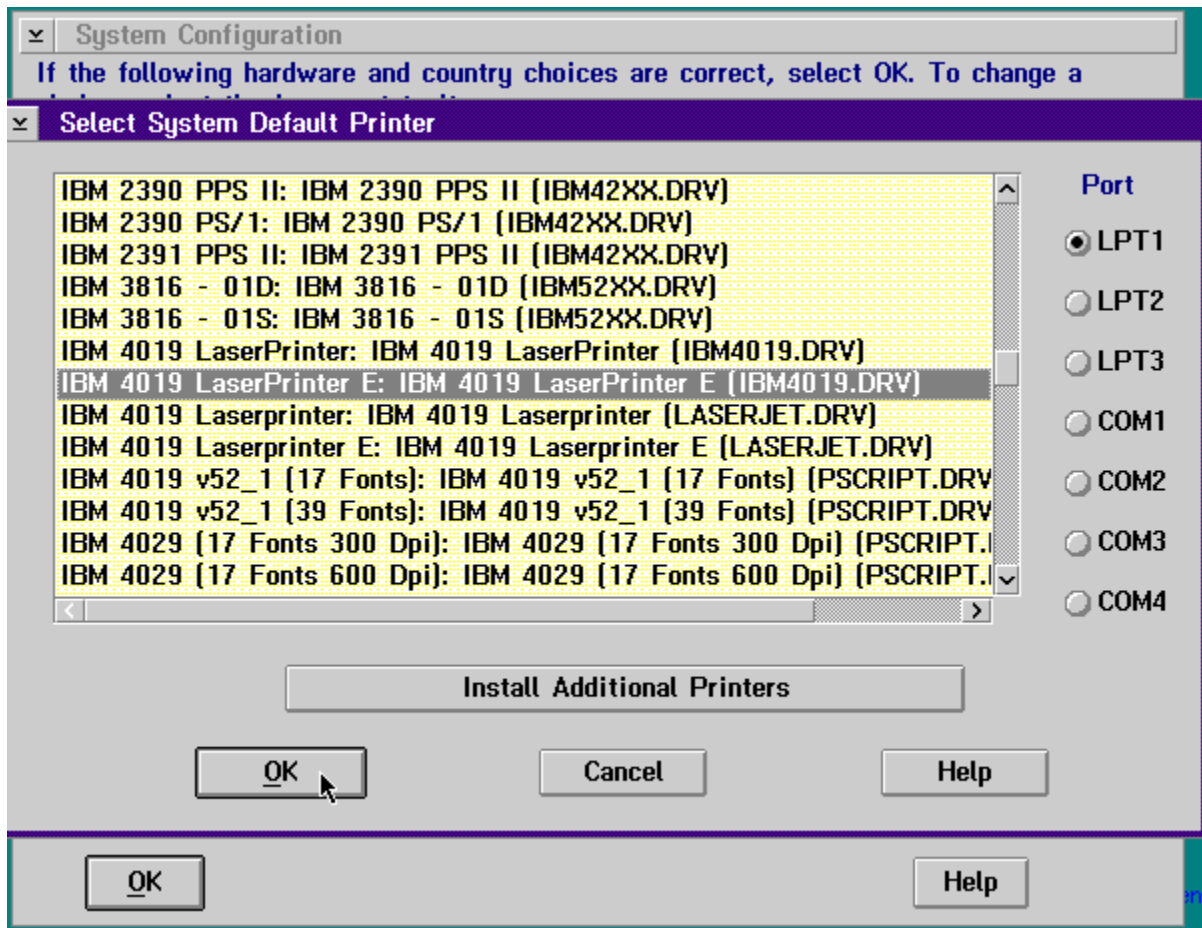 System Configuration
If the following hardware and country choices are correct, select OK. To change a
Select System Default Printer
IBM 2390 PPS II: IBM 2390 PPS II (IBM42XX.DRV)
IBM 2390 PS/1: IBM 2390 PS/1 (IBM42XX.DRV)
IBM 2391 PPS II: IBM 2391 PPS II (IBM42XX.DRV)
IBM 3816 - 01D: IBM 3816 - 01D (IBM52XX.DRV)
IBM 3816 - 01S: IBM 3816 - 01S (IBM52XX.DRV)
IBM 4019 LaserPrinter: IBM 4019 LaserPrinter (IBM4019.DRV)
IBM 4019 LaserPrinter E: IBM 4019 LaserPrinter E (IBM4019.DRV)
IBM 4019 Laserprinter: IBM 4019 Laserprinter (LASERJET.DRV)
IBM 4019 Laserprinter E: IBM 4019 Laserprinter E (LASERJET.DRV)
IBM 4019 v52_1 (17 Fonts): IBM 4019 v52_1 (17 Fonts) (PSCRIPT.DRV
IBM 4019 v52_1 (39 Fonts): IBM 4019 v52_1 (39 Fonts) (PSCRIPT.DRV
IBM 4029 (17 Fonts 300 Dpi): IBM 4029 (17 Fonts 300 Dpi) (PSCRIPT.
IBM 4029 (17 Fonts 600 Dpi): IBM 4029 (17 Fonts 600 Dpi) (PSCRIPT.
Port
LPT1
LPT2
LPT3
COM1
COM2
COM3
COM4
Install Additional Printers
OK
Cancel
Help
OK
Help
en